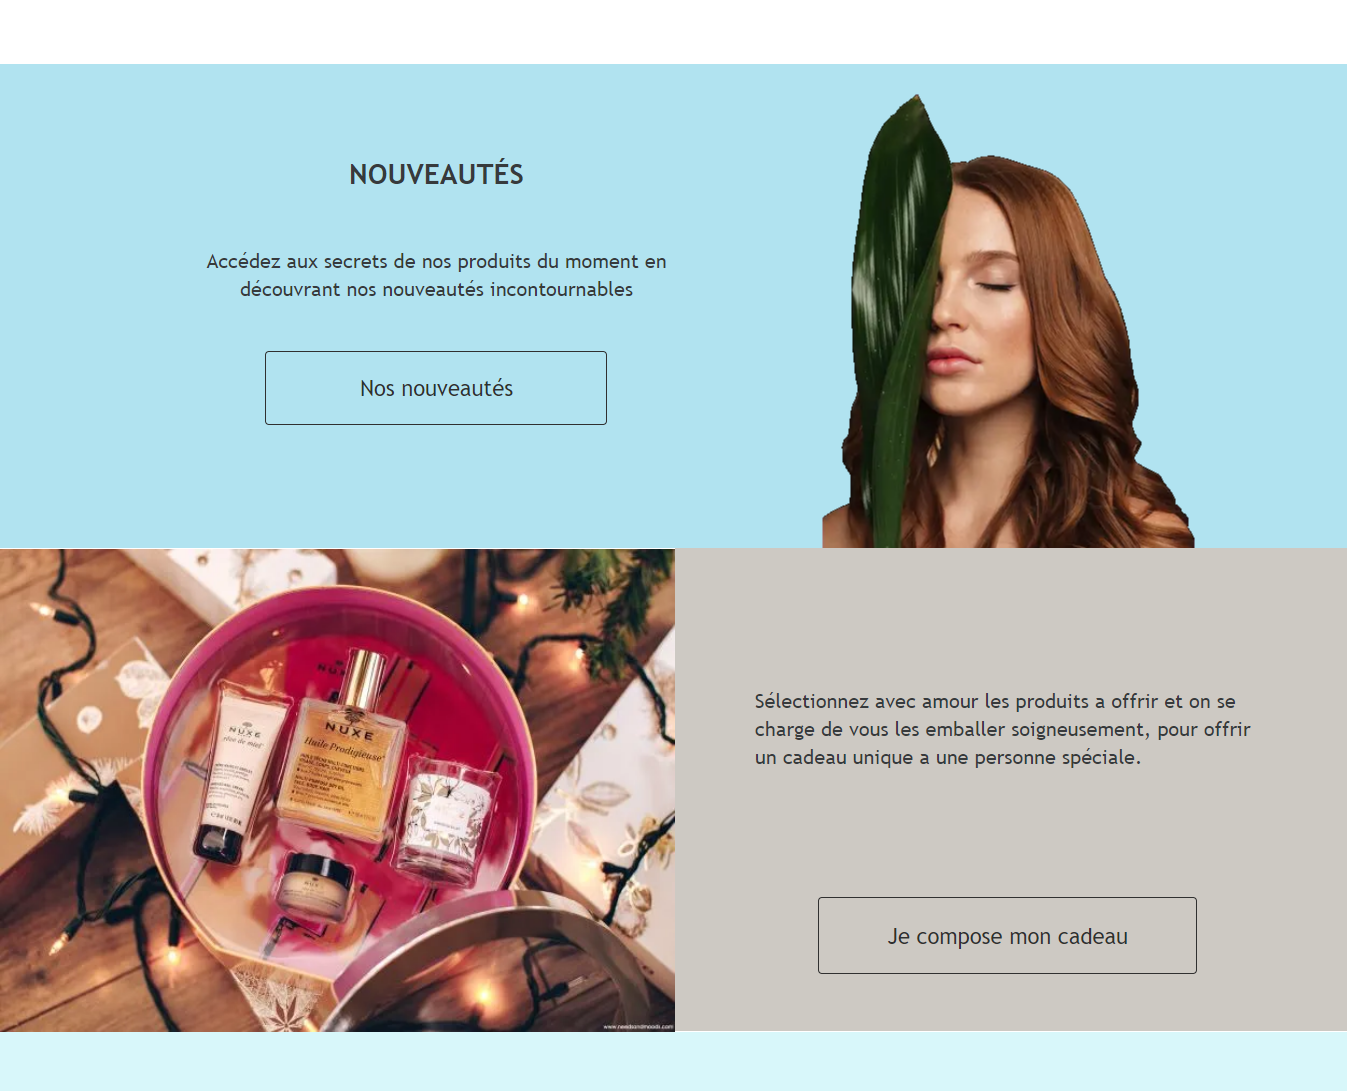 NOUVEAUTÉS
Accédez aux secrets de nos produits du moment en
découvrant nos nouveautés incontournables
Nos nouveautés
NUXE
rêve de miel
NUXE
Huile Prodigieuse
Sélectionnez avec amour les produits a offrir et on se
charge de vous les emballer soigneusement, pour offrir
un cadeau unique a une personne spéciale.
Je compose mon cadeau
www.needsandmoods.com